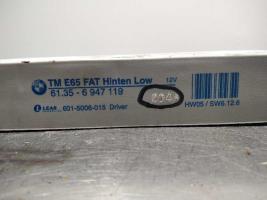 TM E65 FAT Hinten Low 12V
61.35 - 6 947 119
LEAR 601-5006-015 Driver
HW05 / SW6.12.6